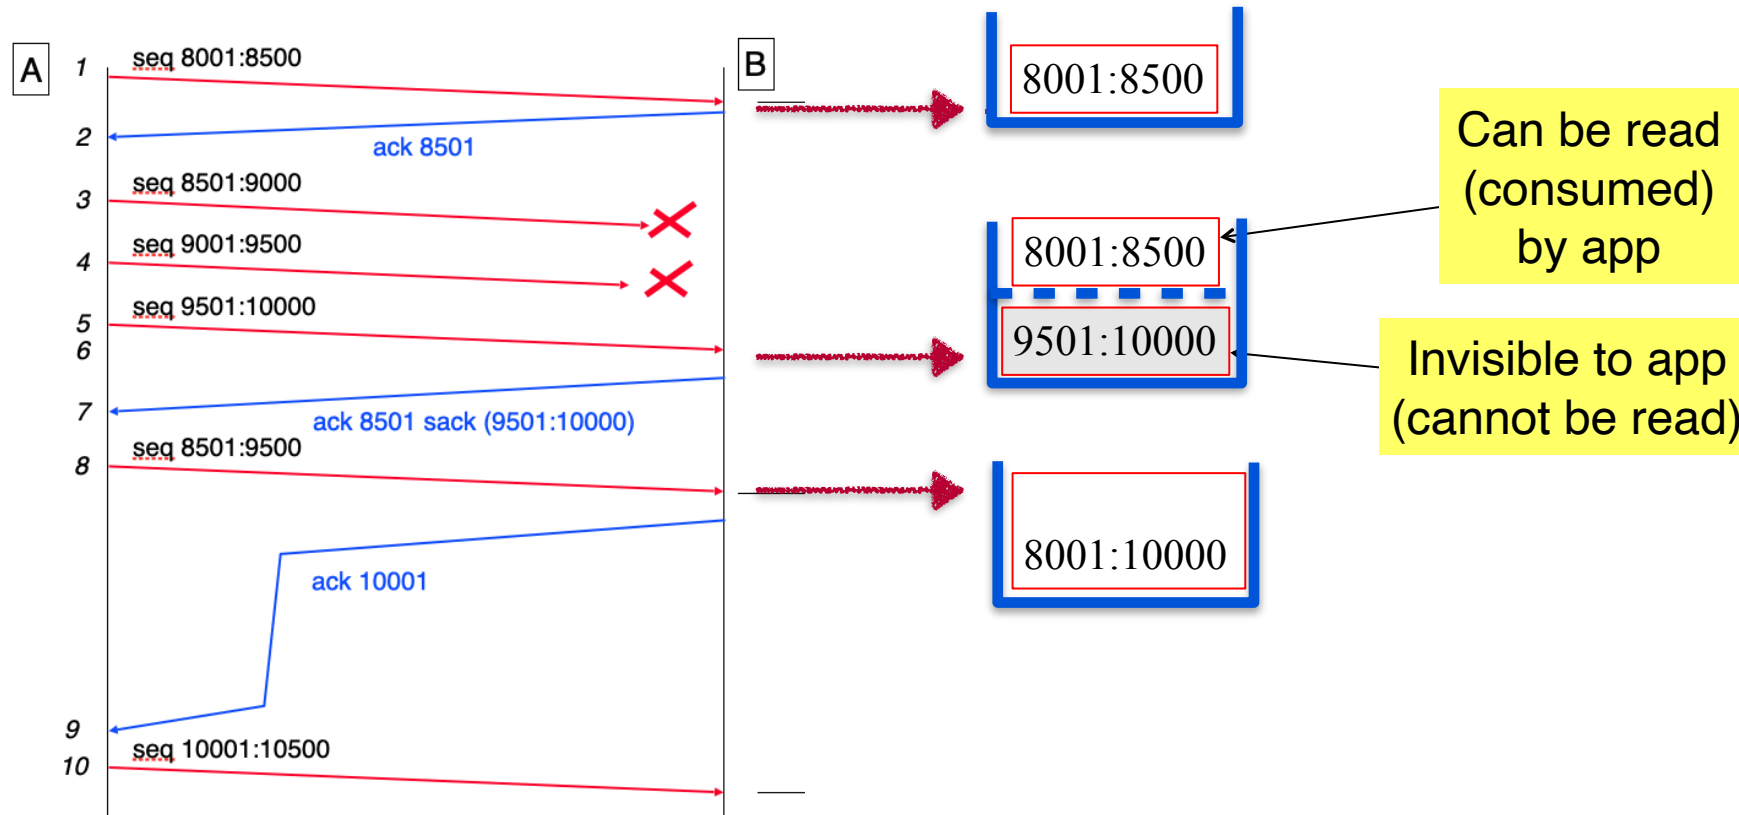 A
B
1
seq 8001:8500
2
ack 8501
3
seq 8501:9000
4
seq 9001:9500
5
seq 9501:10000
6
7
ack 8501 sack (9501:10000)
8
seq 8501:9500
ack 10001
9
10
seq 10001:10500
8001:8500
8001:8500
9501:10000
8001:10000
Can be read
(consumed)
by app
Invisible to app
(cannot be read)